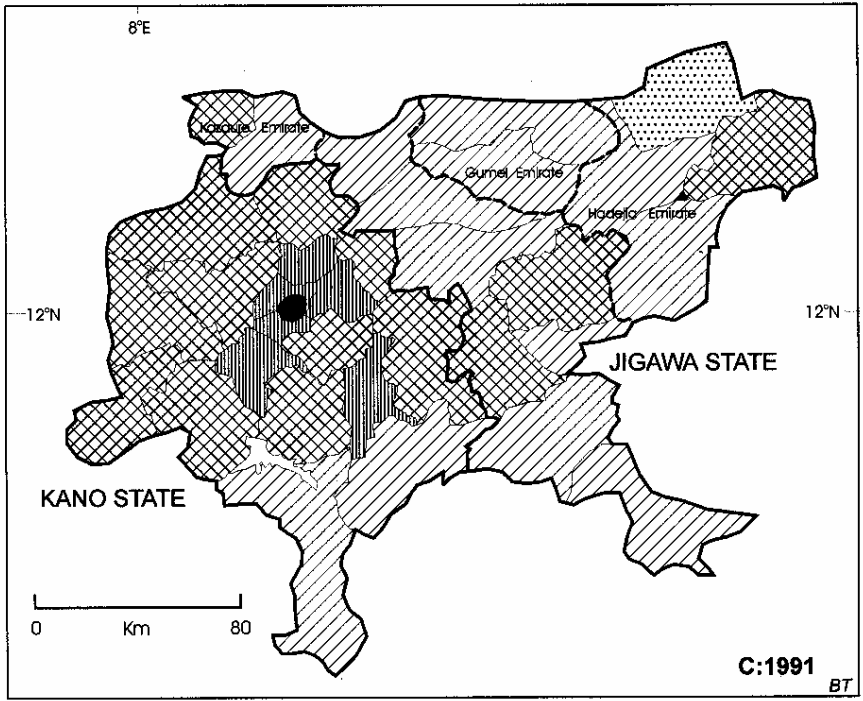 8°E
Kazaure Emirate
Gumel Emirate
Hadejia Emirate
12°N
12°N
JIGAWA STATE
KANO STATE
0 Km 80
C:1991
BT